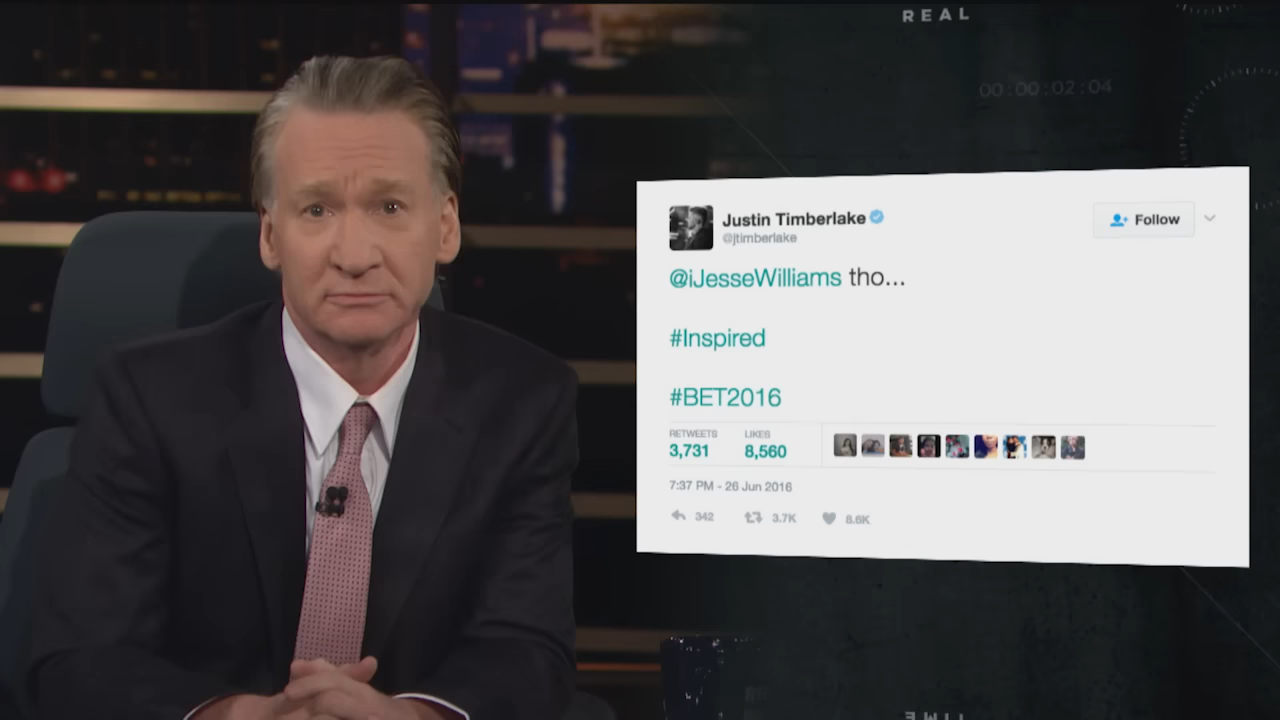 REAL
00:00:02:04
Justin Timberlake
@jtimberlake
Follow
@iJesseWilliams tho...
#Inspired
#BET2016
RETWEETS LIKES
3,731 8,560
7:37 PM - 26 Jun 2016
342 3.7K 8.6K